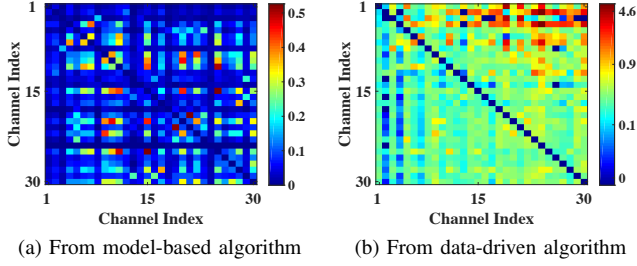 1
15
30
Channel Index
1 15 30
Channel Index
0.5
0.4
0.3
0.2
0.1
0
(a) From model-based algorithm
1
15
30
Channel Index
1 15 30
Channel Index
4.6
0.9
0.1
0
(b) From data-driven algorithm